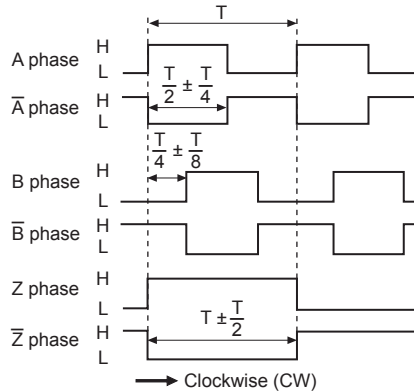 T
A phase H
L
A̅ phase H
L
T/2 ± T/4
T/4 ± T/8
B phase H
L
B̅ phase H
L
Z phase H
L
T ± T/2
Z̅ phase H
L
Clockwise (CW)